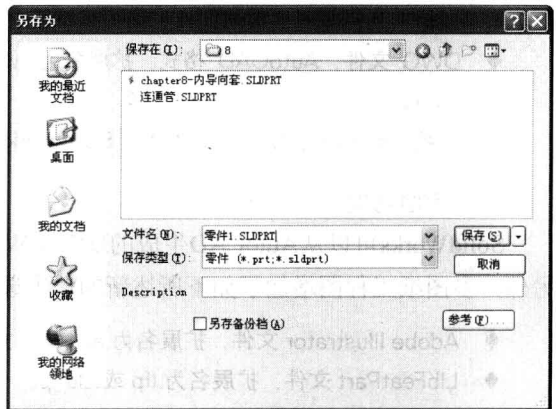 另存为
保存在(I):
8
我的最近
文档
桌面
我的文档
收藏
我的网络
领地
chapter8-内导向套.SLDPRT
连通管.SLDPRT
文件名(N):
零件1.SLDPRT
保存(S)
保存类型(T):
零件 (*.prt;*.sldprt)
取消
Description
另存备份档(A)
参考(F)...
Adobe Illustrator 文件，扩展名为
LibFeatPart 文件，扩展名为